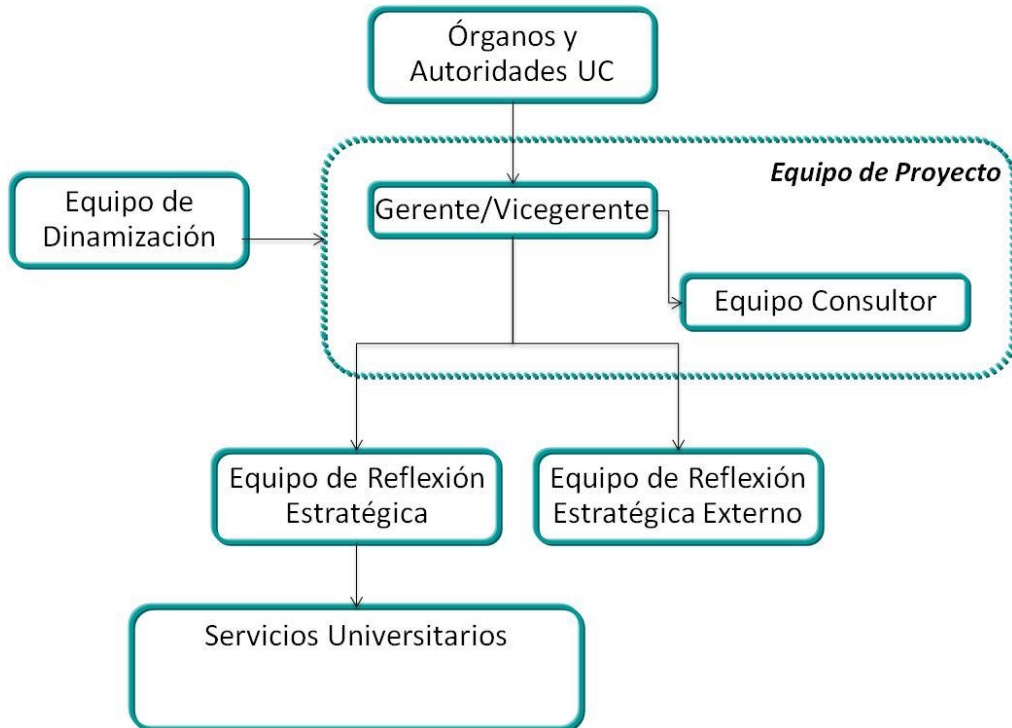 Órganos y
Autoridades UC
Equipo de Proyecto
Equipo de
Dinamización
Gerente/Vicegerente
Equipo Consultor
Equipo de Reflexión
Estratégica
Equipo de Reflexión
Estratégica Externo
Servicios Universitarios